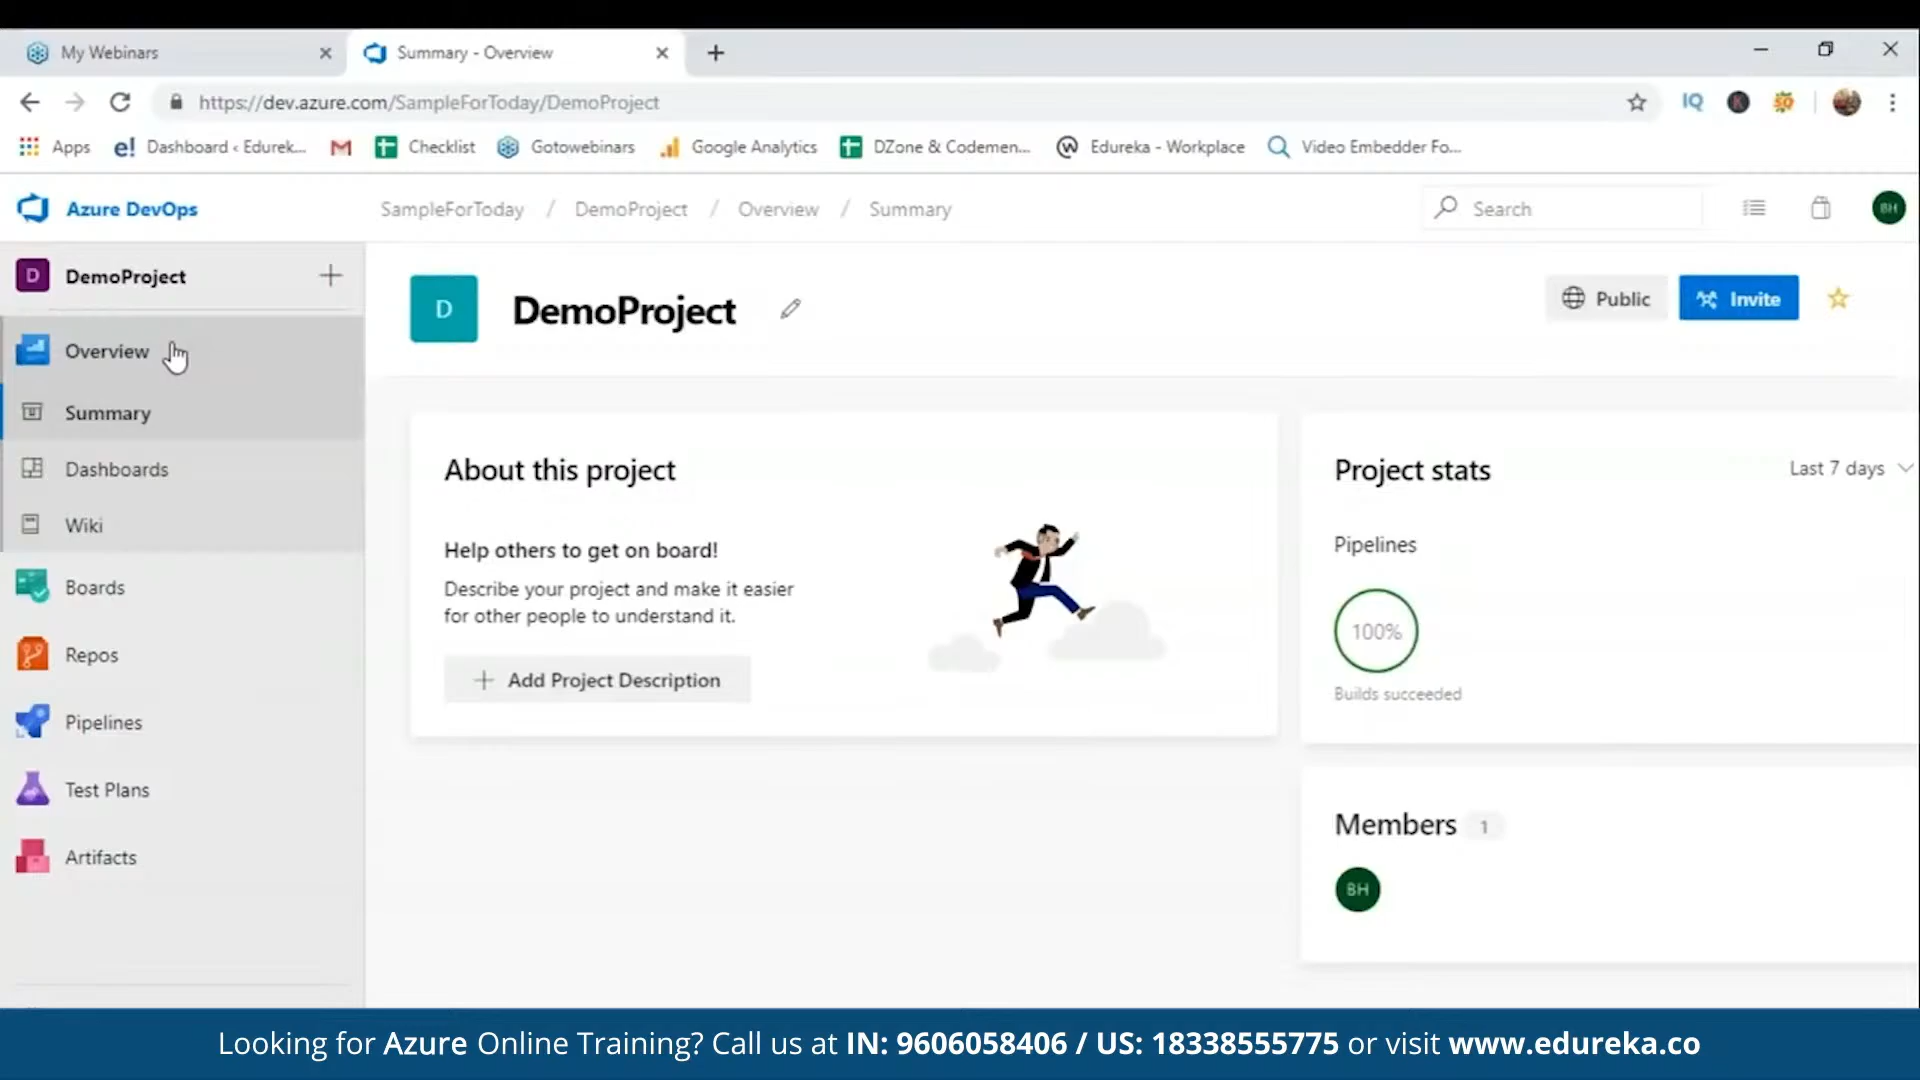 My Webinars
Summary - Overview
https://dev.azure.com/SampleForToday/DemoProject
IQ
K
Apps
e! Dashboard ‹ Edurek...
Checklist
Gotowebinars
Google Analytics
DZone & Codemen...
Edureka - Workplace
Video Embedder Fo...
Azure DevOps
SampleForToday / DemoProject / Overview / Summary
Search
BH
D DemoProject
D DemoProject
Public
Invite
Overview
Summary
Dashboards
Wiki
Boards
Repos
Pipelines
Test Plans
Artifacts
About this project
Help others to get on board!
Describe your project and make it easier
for other people to understand it.
Add Project Description
Project stats
Last 7 days
Pipelines
100%
Builds succeeded
Members 1
BH
Looking for Azure Online Training? Call us at IN: 9606058406 / US: 18338555775 or visit www.edureka.co